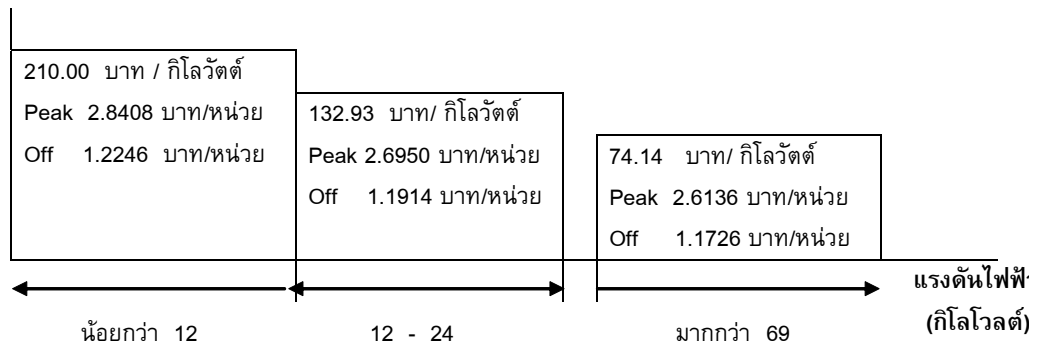 210.00 บาท / กิโลวัตต์
Peak 2.8408 บาท/หน่วย
Off 1.2246 บาท/หน่วย
132.93 บาท/ กิโลวัตต์
Peak 2.6950 บาท/หน่วย
Off 1.1914 บาท/หน่วย
74.14 บาท/ กิโลวัตต์
Peak 2.6136 บาท/หน่วย
Off 1.1726 บาท/หน่วย
น้อยกว่า 12
12 - 24
มากกว่า 69
แรงดันไฟฟ้า
(กิโลโวลต์)